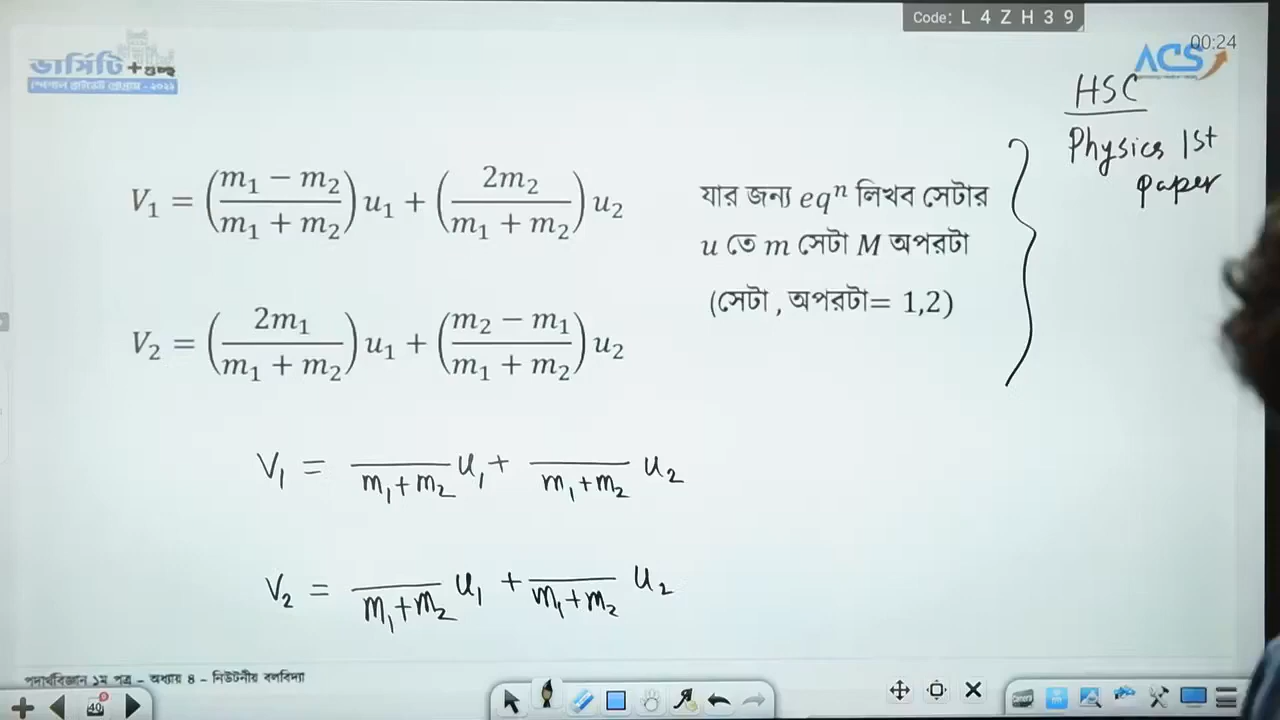 Code: L 4 Z H 3 9
00:24
ACS
ভার্সিটি + গুচ্ছ
HSC
Physics 1st
paper
V₁ = ((m₁ − m₂)/(m₁ + m₂)) u₁ + (2m₂/(m₁ + m₂)) u₂
যার জন্য eqⁿ লিখব সেটার
u তে m সেটা M অপরটা
(সেটা , অপরটা= 1,2)
V₂ = (2m₁/(m₁ + m₂)) u₁ + ((m₂ − m₁)/(m₁ + m₂)) u₂
V₁ = —/(m₁+m₂) u₁ + —/(m₁+m₂) u₂
V₂ = —/(m₁+m₂) u₁ + —/(m₁+m₂) u₂
পদার্থবিজ্ঞান ১ম পত্র – অধ্যায় ৪ – নিউটনীয় বলবিদ্যা
40